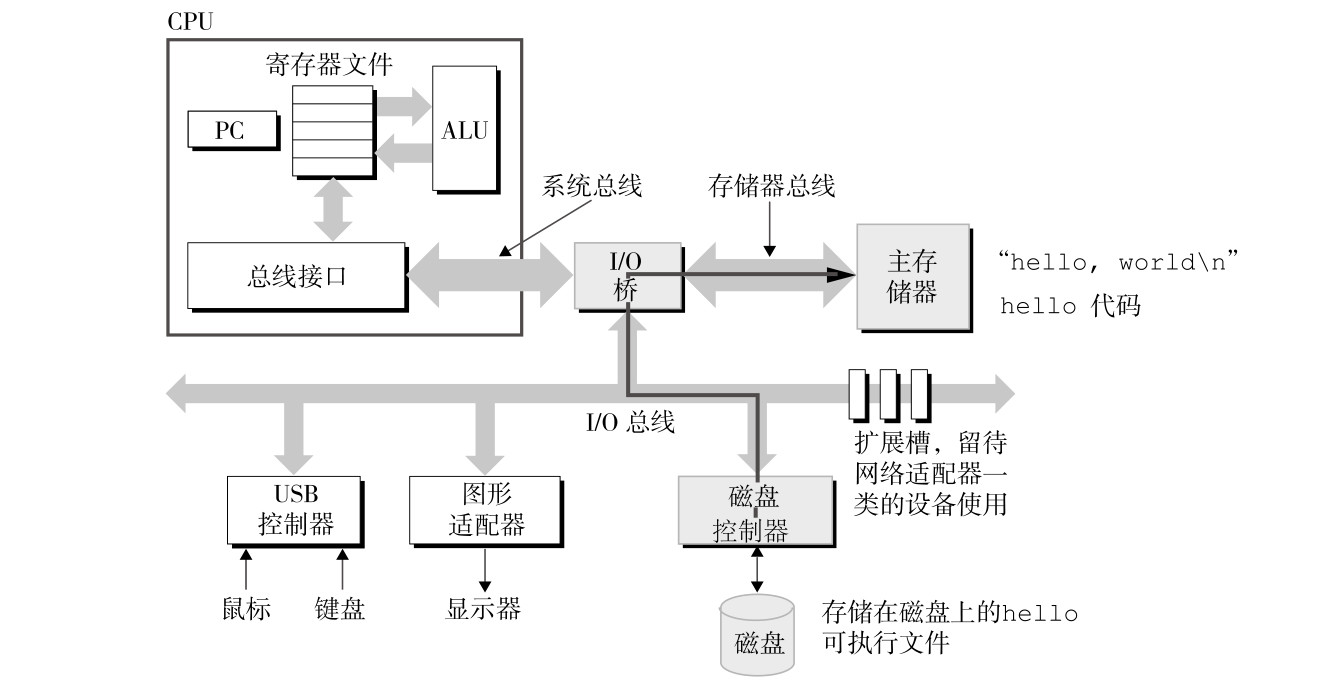 CPU
寄存器文件
PC
ALU
系统总线
存储器总线
总线接口
I/O
桥
主存
储器
“hello, world\n”
hello 代码
I/O 总线
扩展槽，留待
网络适配器一
类的设备使用
USB
控制器
图形
适配器
磁盘
控制器
鼠标
键盘
显示器
磁盘
存储在磁盘上的hello
可执行文件